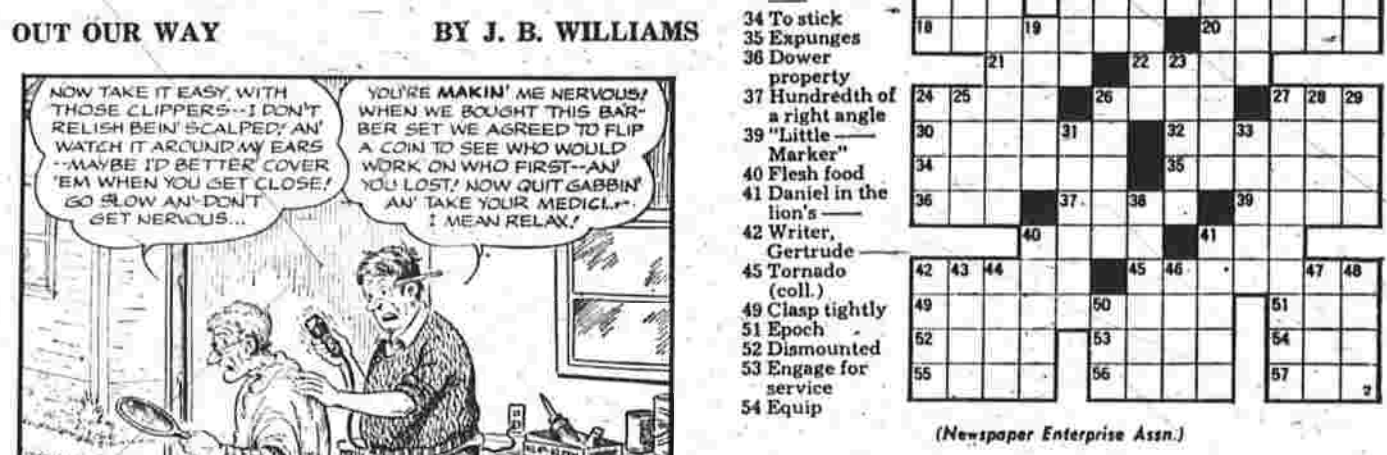 OUT OUR WAY
BY J. B. WILLIAMS
NOW TAKE IT EASY, WITH
THOSE CLIPPERS--I DON'T
RELISH BEIN' SCALPED! AN'
WATCH IT AROUND MY EARS
--MAYBE I'D BETTER COVER
'EM WHEN YOU GET CLOSE!
GO SLOW AN' DON'T
GET NERVOUS...
YOU'RE MAKIN' ME NERVOUS!
WHEN WE BOUGHT THIS BAR-
BER SET WE AGREED TO FLIP
A COIN TO SEE WHO WOULD
WORK ON WHO FIRST--AN'
YOU LOST! NOW QUIT GABBIN'
AN' TAKE YOUR
I MEAN RELAX!
34 To stick
35 Expunges
36 Dower
property
37 Hundredth of
a right angle
39 "Little ——
Marker"
40 Flesh food
41 Daniel in the
lion's ——
42 Writer,
Gertrude ——
45 Tornado
(coll.)
49 Clasp tightly
51 Epoch
52 Dismounted
53 Engage for
service
54 Equip
18 19 20
21 22 23
24 25 26 27 28 29
30 31 32 33
34 35
36 37 38 39
40 41
42 43 44 45 46 47 48
49 50 51
52 53 54
55 56 57
2
(Newspaper Enterprise Assn.)